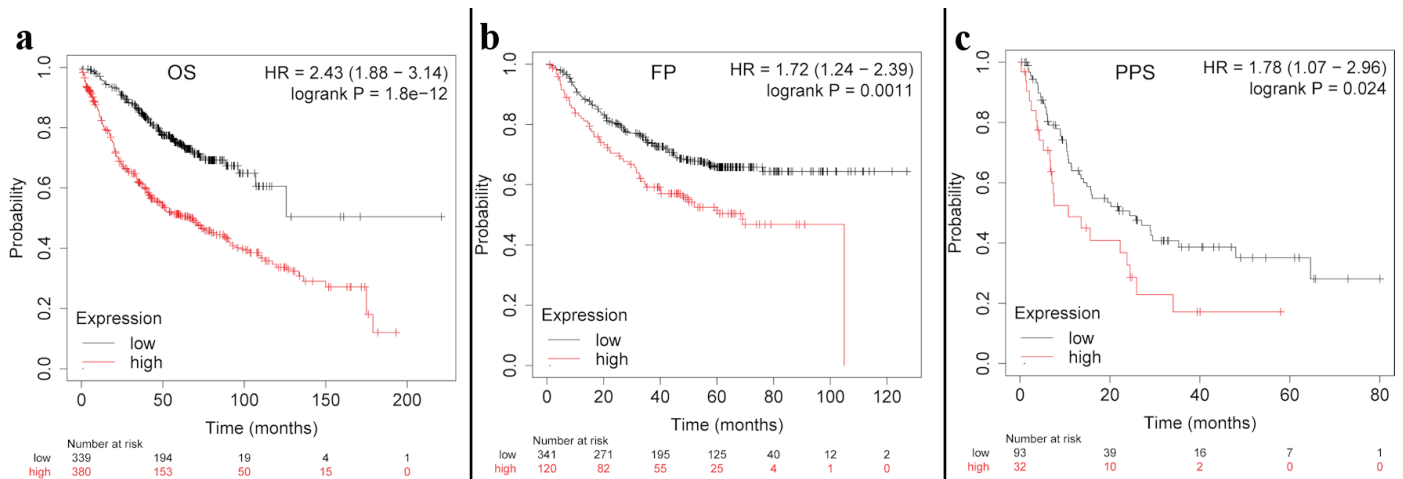 a
OS
HR = 2.43 (1.88 − 3.14)
logrank P = 1.8e−12
Probability
1.0
0.8
0.6
0.4
0.2
0.0
Expression
low
high
0 50 100 150 200
Time (months)
Number at risk
low 339 194 19 4 1
high 380 153 50 15 0
b
FP
HR = 1.72 (1.24 − 2.39)
logrank P = 0.0011
Probability
1.0
0.8
0.6
0.4
0.2
0.0
Expression
low
high
0 20 40 60 80 100 120
Time (months)
Number at risk
low 341 271 195 125 40 12 2
high 120 82 55 25 4 1 0
c
PPS
HR = 1.78 (1.07 − 2.96)
logrank P = 0.024
Probability
1.0
0.8
0.6
0.4
0.2
0.0
Expression
low
high
0 20 40 60 80
Time (months)
Number at risk
low 93 39 16 7 1
high 32 10 2 0 0